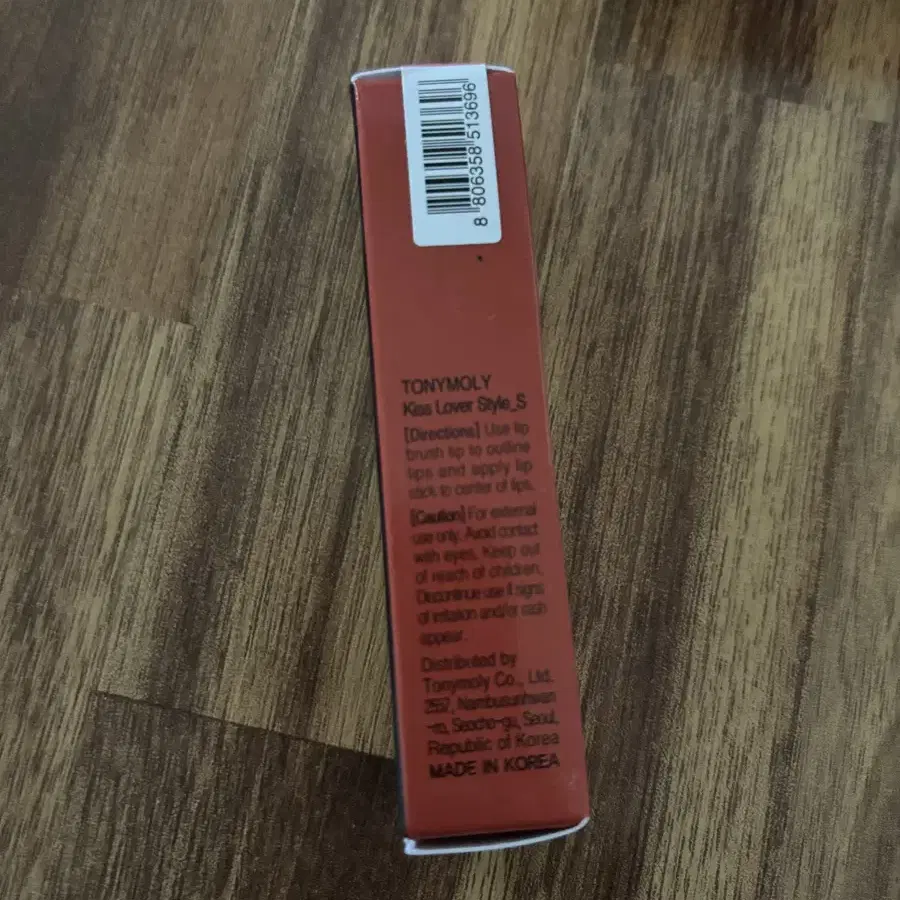 8 806358 513696
TONYMOLY
Kiss Lover Style_S
[Directions] Use lip
brush tip to outline
lips and apply lip
stick to center of lips.
[Caution] For external
use only. Avoid contact
with eyes. Keep out
of reach of children.
Discontinue use if signs
of irritation and/or rash
appear.
Distributed by
Tonymoly Co., Ltd.
2557, Nambusunhwan
-ro, Seocho-gu, Seoul,
Republic of Korea
MADE IN KOREA